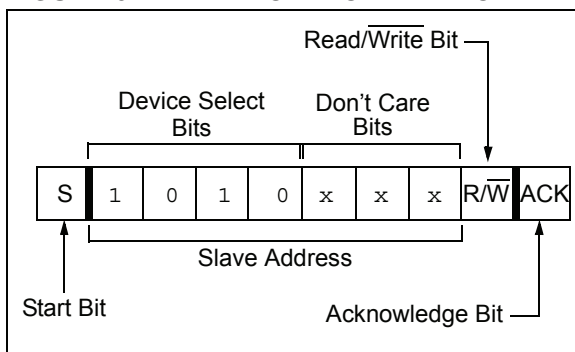 Read/Write Bit
Device Select Bits
Don't Care Bits
S 1 0 1 0 x x x R/W ACK
Slave Address
Start Bit
Acknowledge Bit